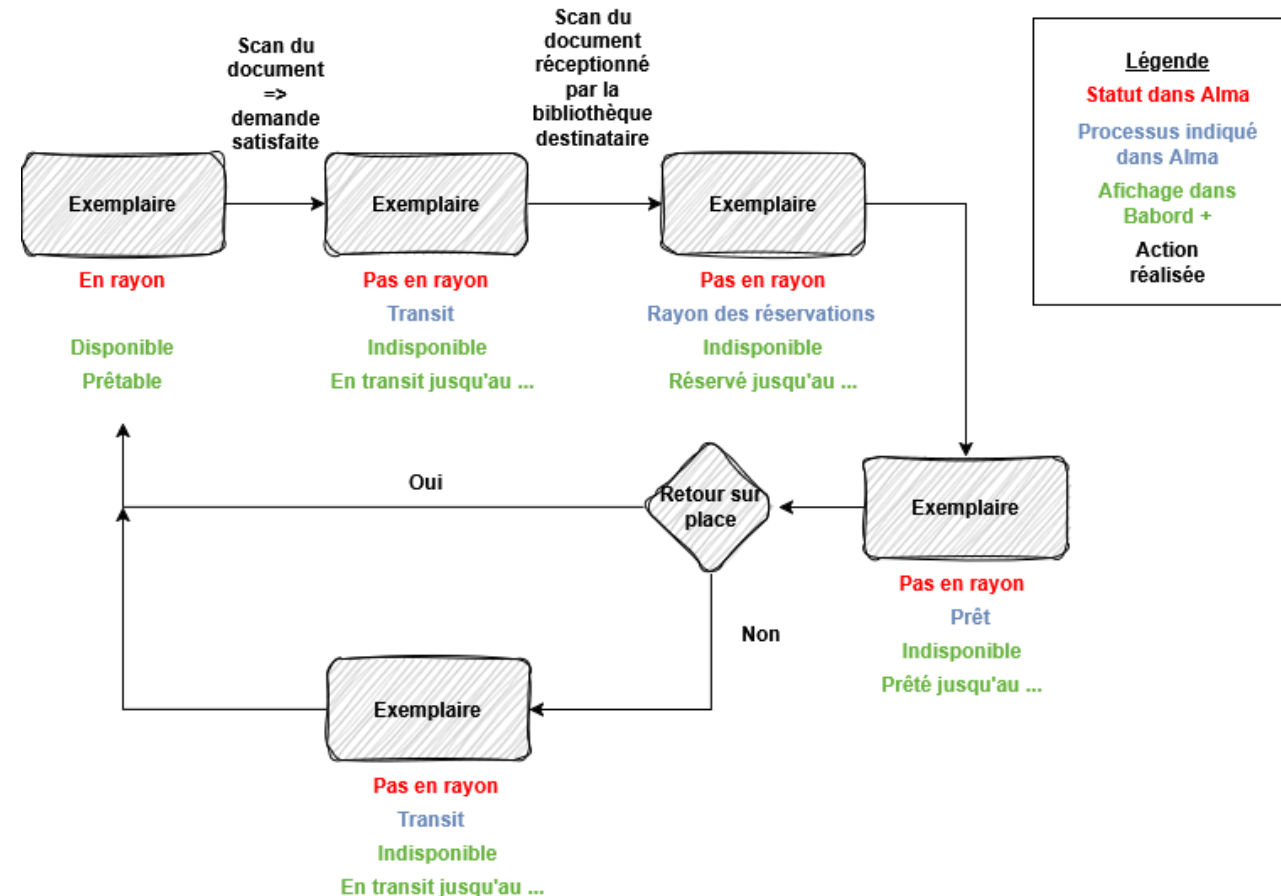 Scan du
document
=>
demande
satisfaite
Scan du
document
réceptionné
par la
bibliothèque
destinataire
Légende
Statut dans Alma
Processus indiqué
dans Alma
Afichage dans
Babord +
Action
réalisée
Exemplaire
En rayon
Disponible
Prêtable
Exemplaire
Pas en rayon
Transit
Indisponible
En transit jusqu'au ...
Exemplaire
Pas en rayon
Rayon des réservations
Indisponible
Réservé jusqu'au ...
Exemplaire
Pas en rayon
Prêt
Indisponible
Prêté jusqu'au ...
Retour sur
place
Oui
Non
Exemplaire
Pas en rayon
Transit
Indisponible
En transit jusqu'au ...